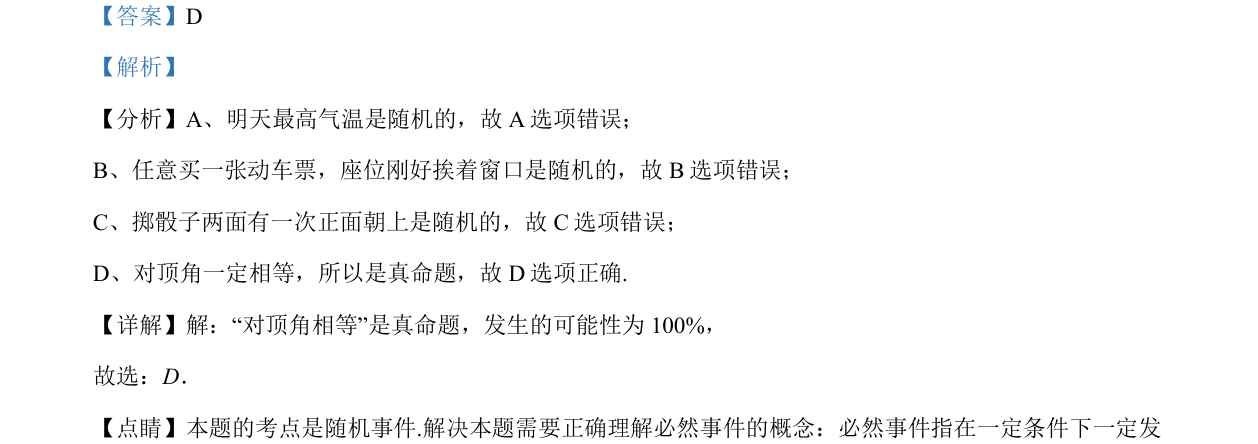 【答案】D
【解析】
【分析】A、明天最高气温是随机的，故 A 选项错误；
B、任意买一张动车票，座位刚好挨着窗口是随机的，故 B 选项错误；
C、掷骰子两面有一次正面朝上是随机的，故 C 选项错误；
D、对顶角一定相等，所以是真命题，故 D 选项正确.
【详解】解：“对顶角相等”是真命题，发生的可能性为 100%，
故选：D．
【点睛】本题的考点是随机事件.解决本题需要正确理解必然事件的概念：必然事件指在一定条件下一定发